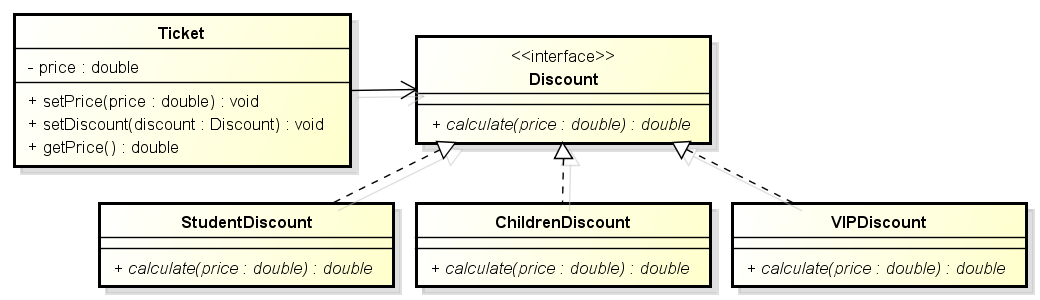 Ticket
- price : double
+ setPrice(price : double) : void
+ setDiscount(discount : Discount) : void
+ getPrice() : double
<<interface>>
Discount
+ calculate(price : double) : double
StudentDiscount
+ calculate(price : double) : double
ChildrenDiscount
+ calculate(price : double) : double
VIPDiscount
+ calculate(price : double) : double